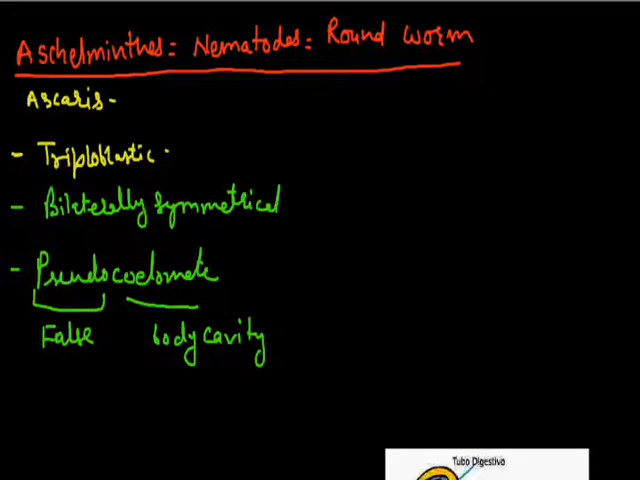 Aschelminthes = Nematodes = Round worm
Ascaris -
- Triploblastic -
- Bilaterally symmetrical
- Pseudocoelomate
False body cavity
Tubo Digestivo